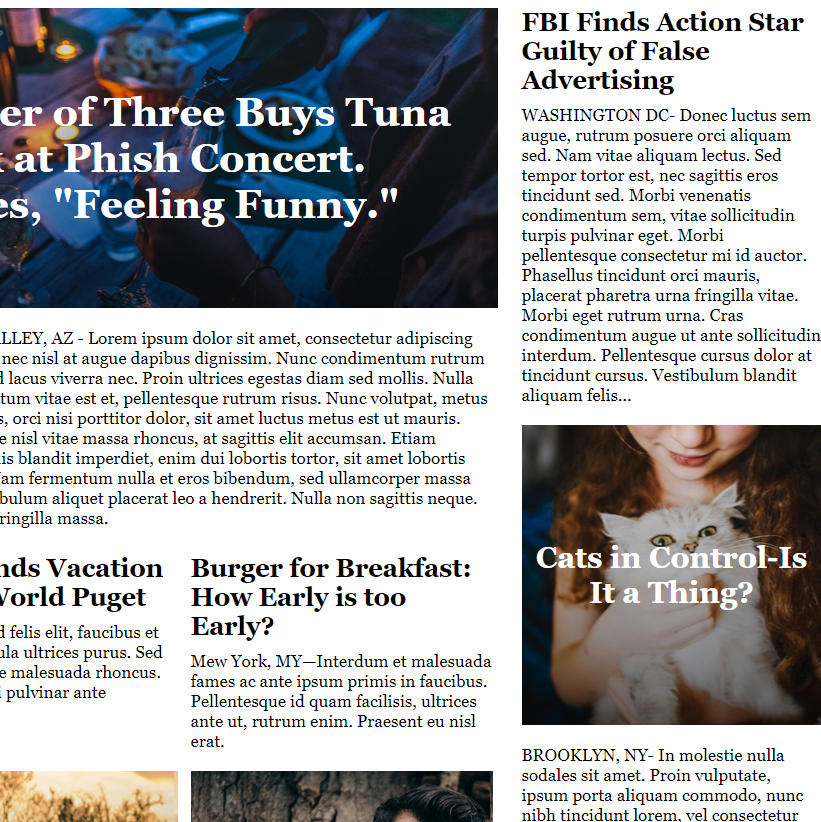 er of Three Buys Tuna
at Phish Concert.
es, "Feeling Funny."
LLEY, AZ - Lorem ipsum dolor sit amet, consectetur adipiscing
nec nisl at augue dapibus dignissim. Nunc condimentum rutrum
d lacus viverra nec. Proin ultrices egestas diam sed mollis. Nulla
tum vitae est et, pellentesque rutrum risus. Nunc volutpat, metus
s, orci nisi porttitor dolor, sit amet luctus metus est ut mauris.
e nisl vitae massa rhoncus, at sagittis elit accumsan. Etiam
is blandit imperdiet, enim dui lobortis tortor, sit amet lobortis
am fermentum nulla et eros bibendum, sed ullamcorper massa
bulum aliquet placerat leo a hendrerit. Nulla non sagittis neque.
ringilla massa.
nds Vacation
World Puget
d felis elit, faucibus et
ula ultrices purus. Sed
e malesuada rhoncus.
i pulvinar ante
Burger for Breakfast:
How Early is too
Early?
Mew York, MY—Interdum et malesuada
fames ac ante ipsum primis in faucibus.
Pellentesque id quam facilisis, ultrices
ante ut, rutrum enim. Praesent eu nisl
erat.
FBI Finds Action Star
Guilty of False
Advertising
WASHINGTON DC- Donec luctus sem
augue, rutrum posuere orci aliquam
sed. Nam vitae aliquam lectus. Sed
tempor tortor est, nec sagittis eros
tincidunt sed. Morbi venenatis
condimentum sem, vitae sollicitudin
turpis pulvinar eget. Morbi
pellentesque consectetur mi id auctor.
Phasellus tincidunt orci mauris,
placerat pharetra urna fringilla vitae.
Morbi eget rutrum urna. Cras
condimentum augue ut ante sollicitudin
interdum. Pellentesque cursus dolor at
tincidunt cursus. Vestibulum blandit
aliquam felis...
Cats in Control-Is
It a Thing?
BROOKLYN, NY- In molestie nulla
sodales sit amet. Proin vulputate,
ipsum porta aliquam commodo, nunc
nibh tincidunt lorem, vel consectetur